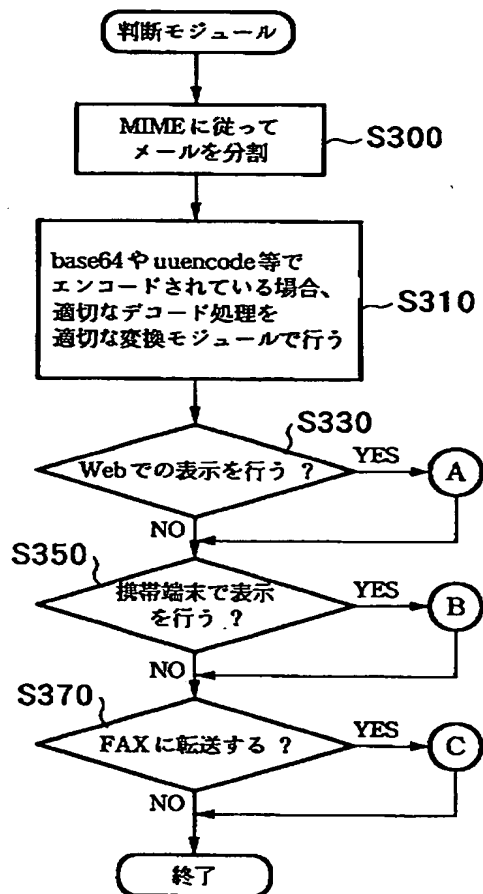 判断モジュール
MIMEに従って
メールを分割
S300
base64やuuencode等で
エンコードされている場合、
適切なデコード処理を
適切な変換モジュールで行う
S310
S330
Webでの表示を行う ?
YES
A
NO
S350
携帯端末で表示
を行う ?
YES
B
NO
S370
FAXに転送する ?
YES
C
NO
終了